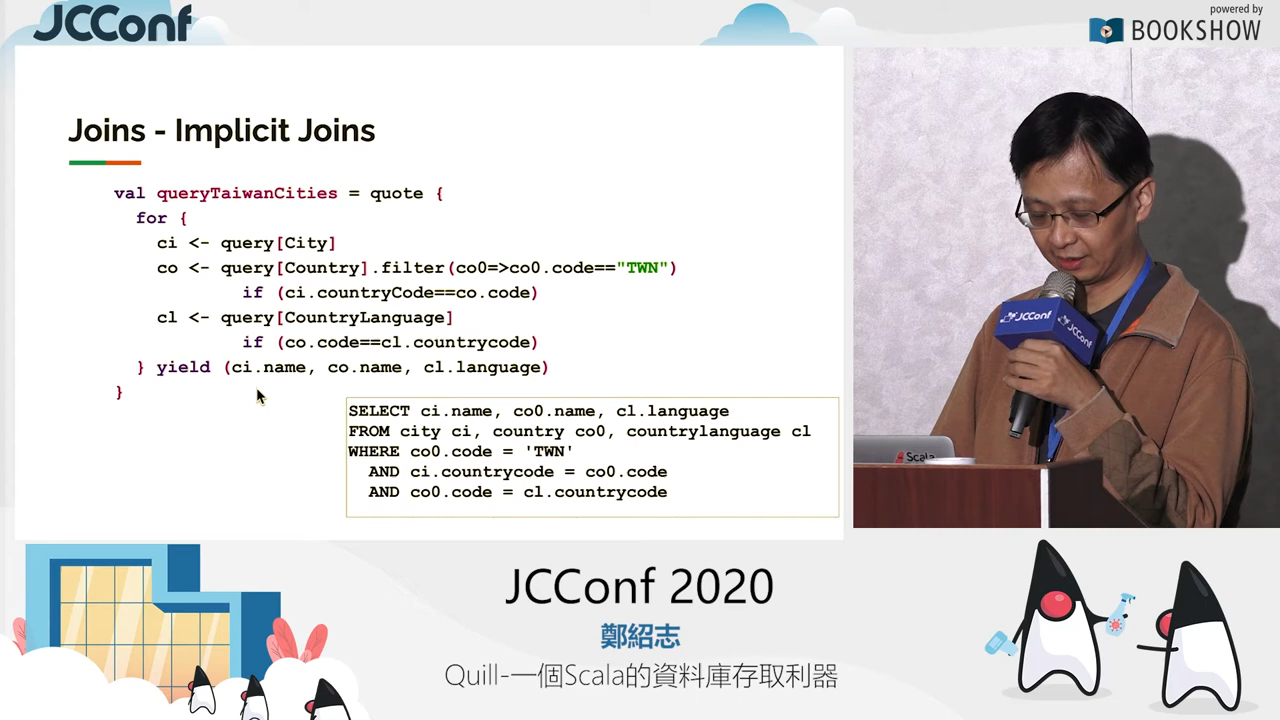 JCConf
powered by
BOOKSHOW
Joins - Implicit Joins
val queryTaiwanCities = quote {
for {
ci <- query[City]
co <- query[Country].filter(co0=>co0.code=="TWN")
if (ci.countryCode==co.code)
cl <- query[CountryLanguage]
if (co.code==cl.countrycode)
} yield (ci.name, co.name, cl.language)
}
SELECT ci.name, co0.name, cl.language
FROM city ci, country co0, countrylanguage cl
WHERE co0.code = 'TWN'
AND ci.countrycode = co0.code
AND co0.code = cl.countrycode
JCConf
JCConf
Scala
JCConf 2020
鄭紹志
Quill-一個Scala的資料庫存取利器